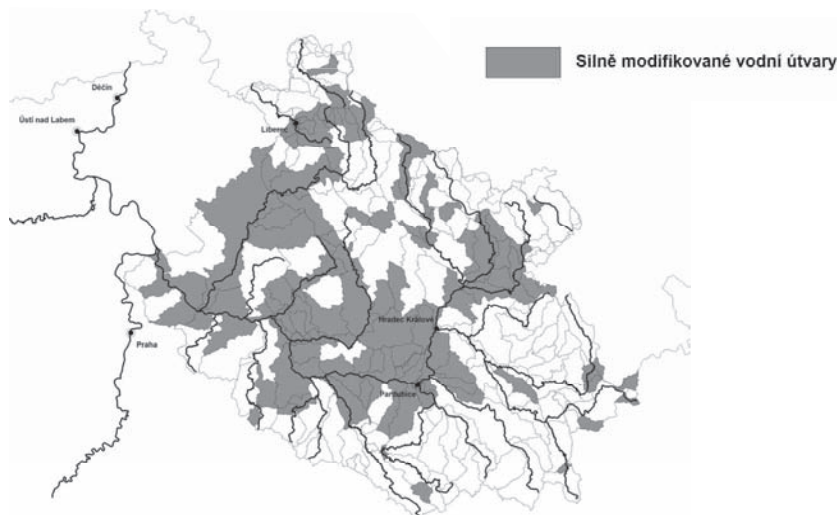 Silně modifikované vodní útvary
Děčín
Ústí nad Labem
Liberec
Hradec Králové
Praha
Pardubice